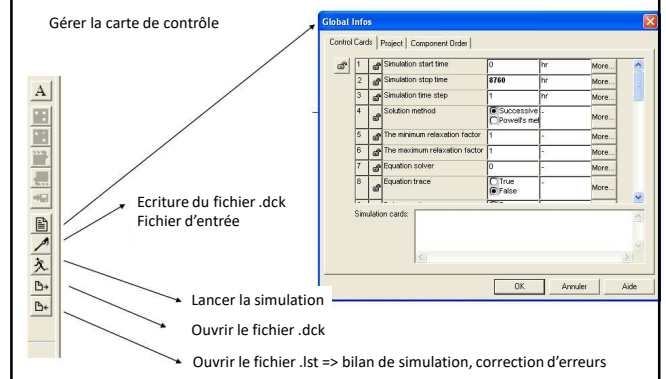 Gérer la carte de contrôle
Global Infos
Control Cards Project Component Order
1 Simulation start time 0 hr More...
2 Simulation stop time 8760 hr More...
3 Simulation time step 1 hr More...
4 Solution method Successive - More...
Powell's met
5 The minimum relaxation factor 1 - More...
6 The maximum relaxation factor 1 - More...
7 Equation solver 0 - More...
8 Equation trace True - More...
False
Simulation cards:
OK Annuler Aide
A
Ecriture du fichier .dck
Fichier d'entrée
Lancer la simulation
Ouvrir le fichier .dck
Ouvrir le fichier .lst => bilan de simulation, correction d'erreurs